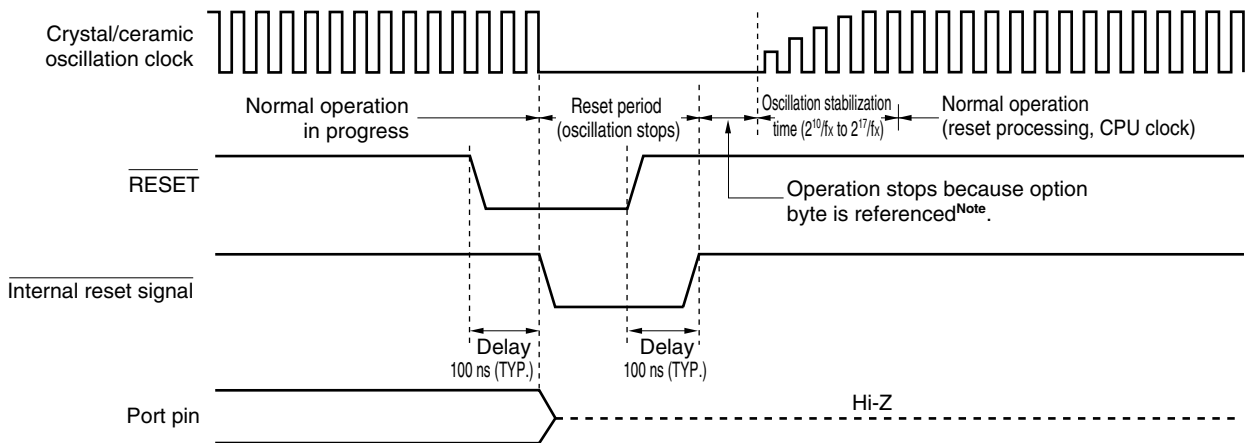 Crystal/ceramic
oscillation clock
Normal operation
in progress
Reset period
(oscillation stops)
Oscillation stabilization
time (2¹⁰/fx to 2¹⁷/fx)
Normal operation
(reset processing, CPU clock)
RESET
Operation stops because option
byte is referencedNote.
Internal reset signal
Delay
100 ns (TYP.)
Delay
100 ns (TYP.)
Port pin
Hi-Z